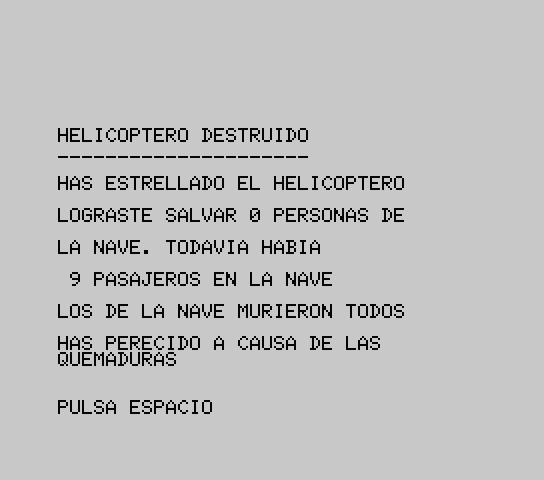 HELICOPTERO DESTRUIDO
---------------------
HAS ESTRELLADO EL HELICOPTERO
LOGRASTE SALVAR 0 PERSONAS DE
LA NAVE. TODAVIA HABIA
9 PASAJEROS EN LA NAVE
LOS DE LA NAVE MURIERON TODOS
HAS PERECIDO A CAUSA DE LAS
QUEMADURAS
PULSA ESPACIO